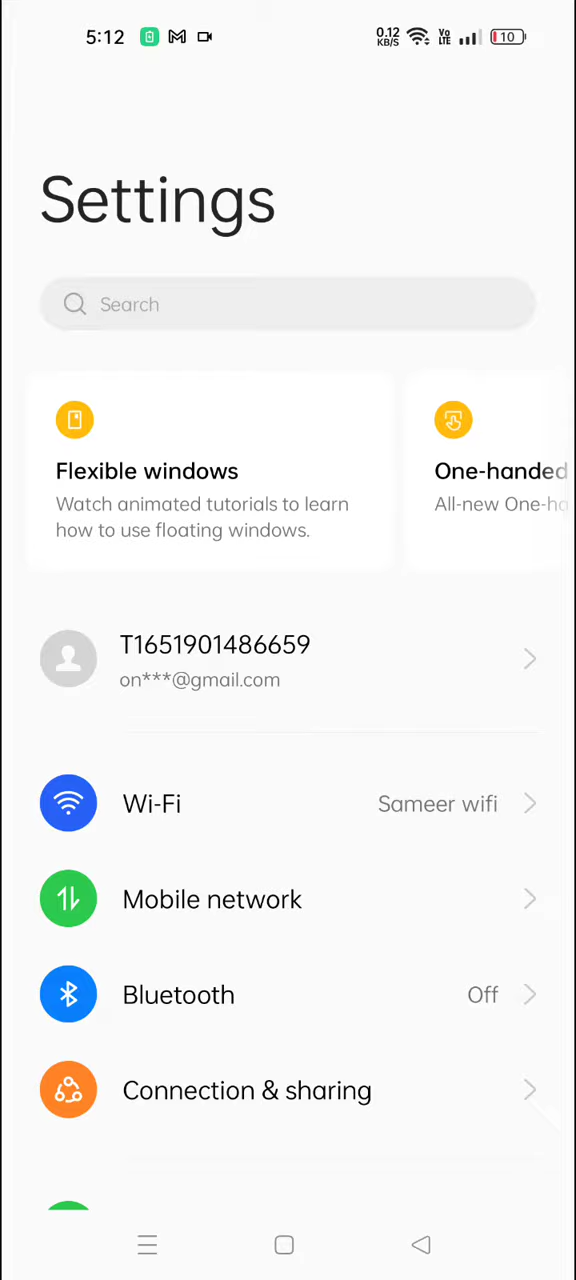 5:12
0.12 KB/S Vo LTE 10
Settings
Search
Flexible windows
Watch animated tutorials to learn
how to use floating windows.
One-handed
All-new One-ha
T1651901486659
on***@gmail.com
Wi-Fi Sameer wifi
Mobile network
Bluetooth Off
Connection & sharing